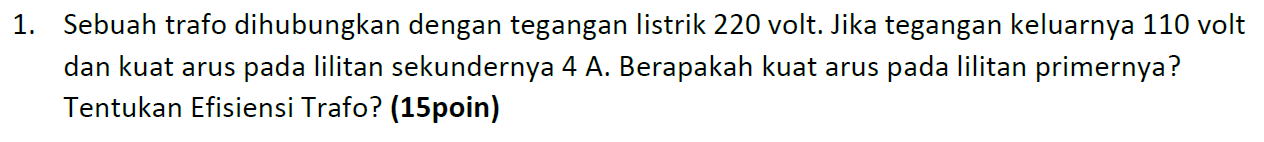 1. Sebuah trafo dihubungkan dengan tegangan listrik 220 volt. Jika tegangan keluarnya 110 volt
dan kuat arus pada lilitan sekundernya 4 A. Berapakah kuat arus pada lilitan primernya?
Tentukan Efisiensi Trafo? (15poin)